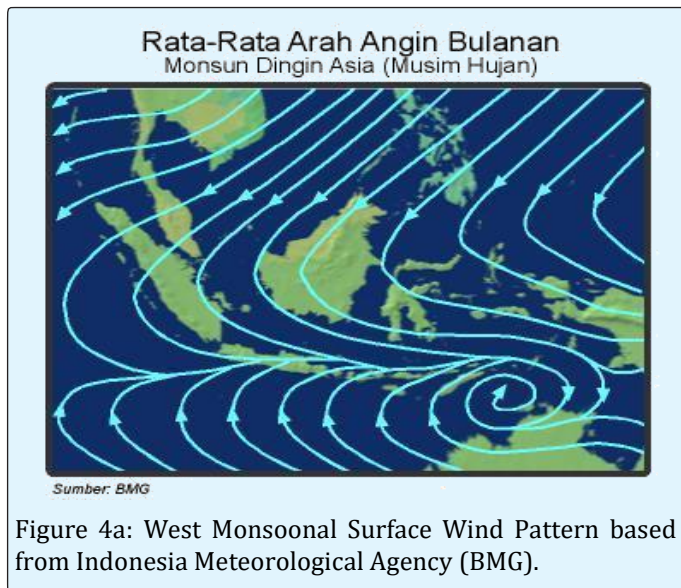 Rata-Rata Arah Angin Bulanan
Monsun Dingin Asia (Musim Hujan)
Sumber: BMG
Figure 4a: West Monsoonal Surface Wind Pattern based
from Indonesia Meteorological Agency (BMG).